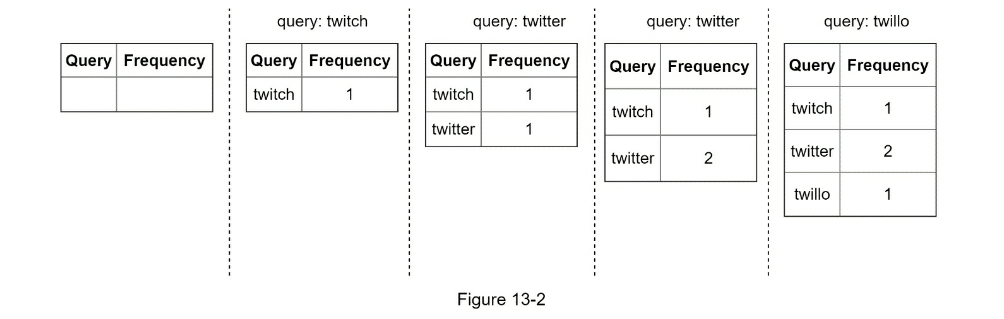 Query Frequency
query: twitch
Query Frequency
twitch 1
query: twitter
Query Frequency
twitch 1
twitter 1
query: twitter
Query Frequency
twitch 1
twitter 2
query: twillo
Query Frequency
twitch 1
twitter 2
twillo 1
Figure 13-2